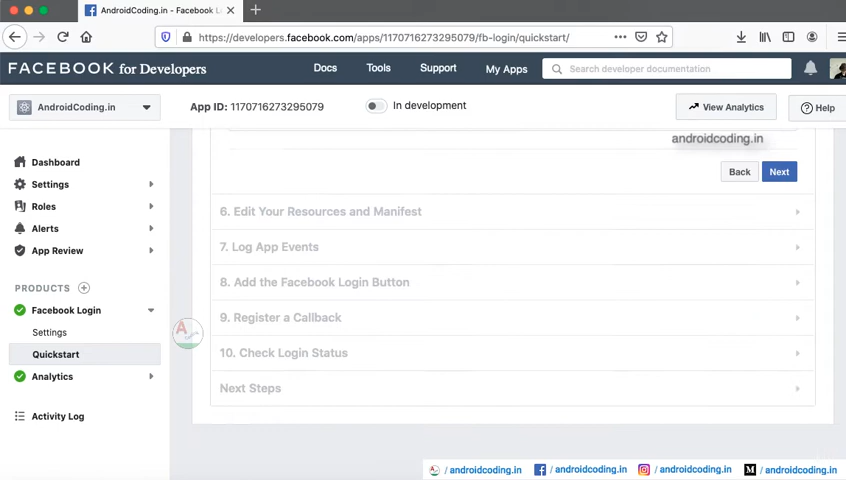 AndroidCoding.in - Facebook L
https://developers.facebook.com/apps/1170716273295079/fb-login/quickstart/
FACEBOOK for Developers
Docs
Tools
Support
My Apps
Search developer documentation
AndroidCoding.in
App ID: 1170716273295079
In development
View Analytics
Help
androidcoding.in
Dashboard
Settings
Roles
Alerts
App Review
PRODUCTS
Facebook Login
Settings
Quickstart
Analytics
Activity Log
Back
Next
6. Edit Your Resources and Manifest
7. Log App Events
8. Add the Facebook Login Button
9. Register a Callback
10. Check Login Status
Next Steps
/ androidcoding.in
/ androidcoding.in
/ androidcoding.in
/ androidcoding.in